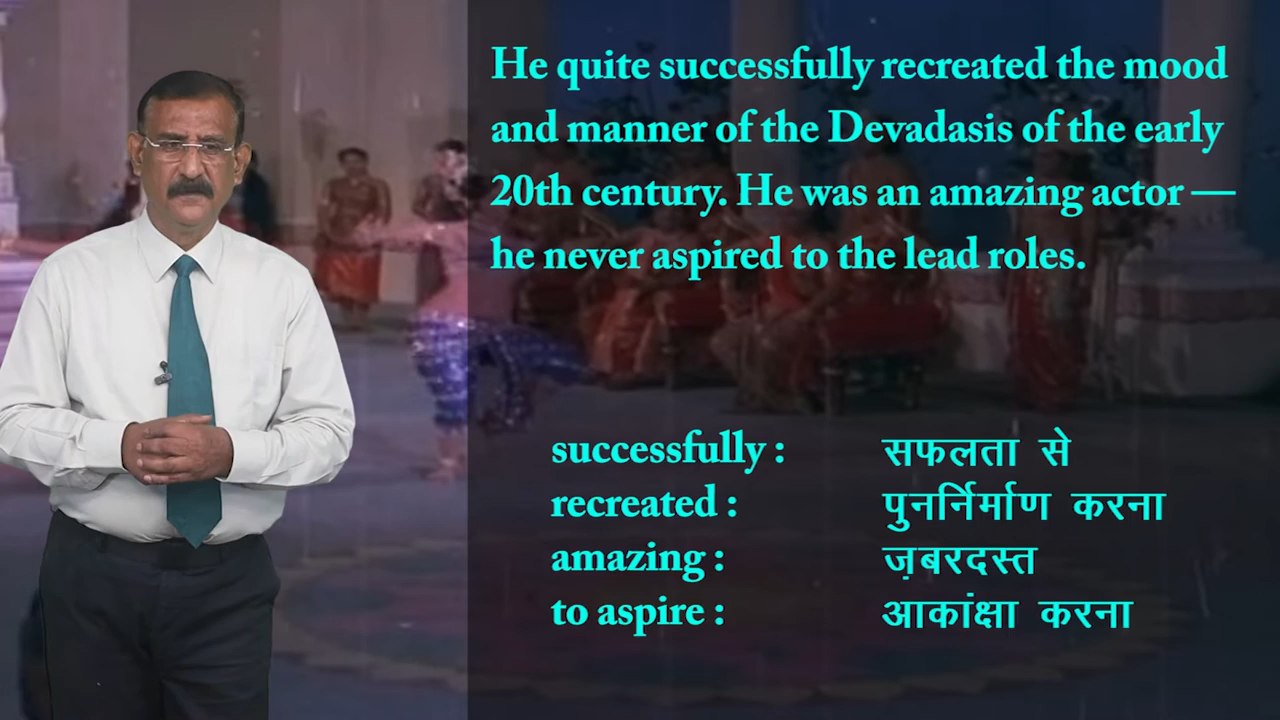 He quite successfully recreated the mood
and manner of the Devadasis of the early
20th century. He was an amazing actor —
he never aspired to the lead roles.
successfully : सफलता से
recreated : पुनर्निर्माण करना
amazing : ज़बरदस्त
to aspire : आकांक्षा करना